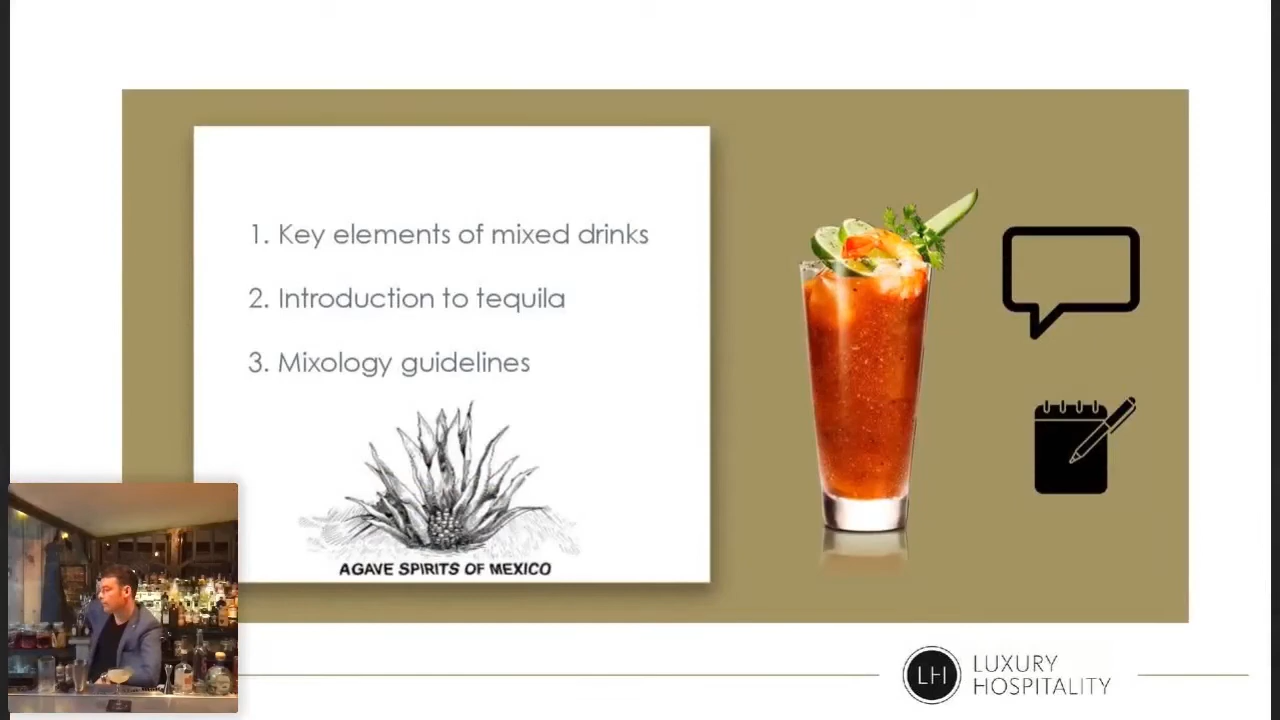 1. Key elements of mixed drinks
2. Introduction to tequila
3. Mixology guidelines
AGAVE SPIRITS OF MEXICO
LH
LUXURY
HOSPITALITY